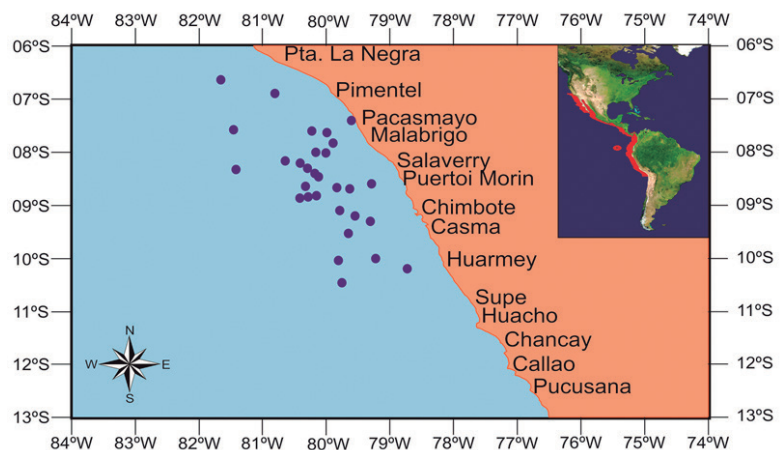 84ºW 83ºW 82ºW 81ºW 80ºW 79ºW 78ºW 77ºW 76ºW 75ºW 74ºW
06ºS Pta. La Negra 06ºS
07ºS Pimentel 07ºS
Pacasmayo
Malabrigo
08ºS Salaverry 08ºS
Puertoi Morin
09ºS Chimbote 09ºS
Casma
10ºS Huarmey 10ºS
Supe
11ºS Huacho 11ºS
Chancay
N
12ºS W E Callao 12ºS
Pucusana
S
13ºS 13ºS
84ºW 83ºW 82ºW 81ºW 80ºW 79ºW 78ºW 77ºW 76ºW 75ºW 74ºW